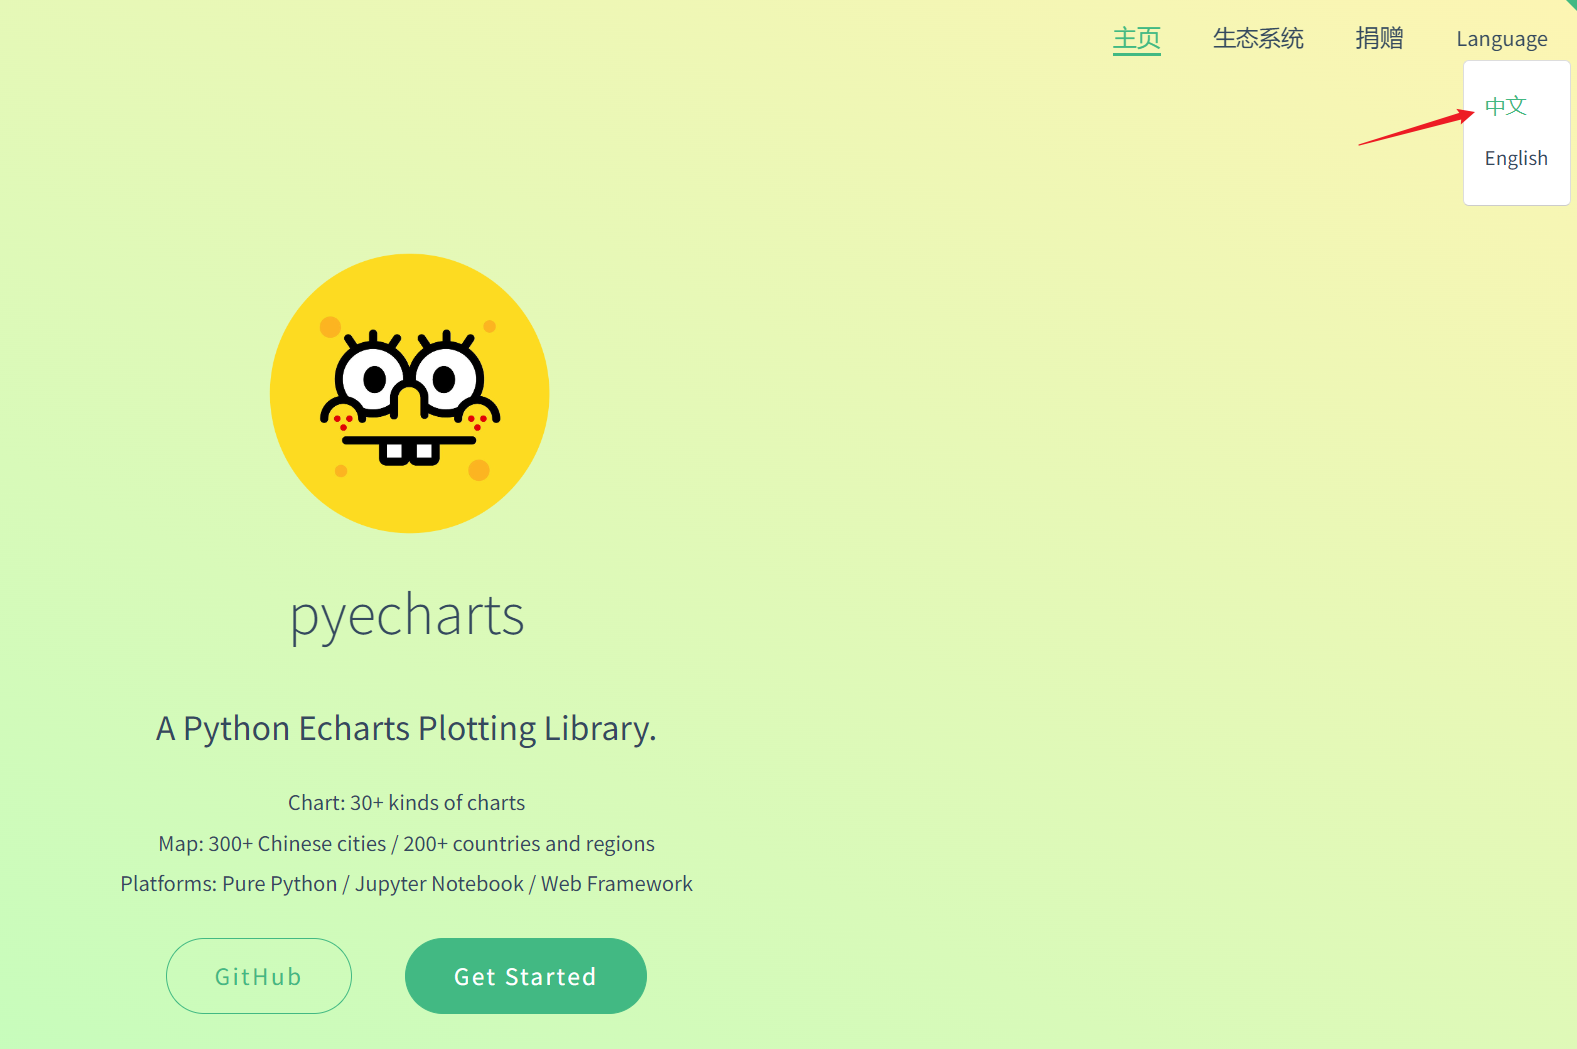 主页 生态系统 捐赠 Language
中文
English
pyecharts
A Python Echarts Plotting Library.
Chart: 30+ kinds of charts
Map: 300+ Chinese cities / 200+ countries and regions
Platforms: Pure Python / Jupyter Notebook / Web Framework
GitHub Get Started